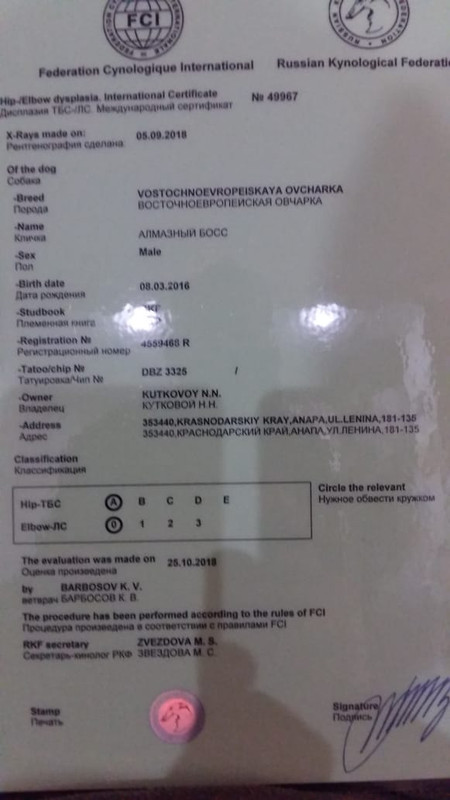 FCI
Federation Cynologique International
Russian Kynological Federati
Hip-/Elbow dysplasia. International Certificate
Дисплазия ТБС-/ЛС. Международный сертификат
№ 49967
X-Rays made on: 05.09.2018
Рентгенография сделана
Of the dog
Собака
-Breed VOSTOCHNOEVROPEISKAYA OVCHARKA
Порода ВОСТОЧНОЕВРОПЕЙСКАЯ ОВЧАРКА
-Name
Кличка АЛМАЗНЫЙ БОСС
-Sex Male
Пол
-Birth date 08.03.2016
Дата рождения
-Studbook
Племенная книга
-Registration № 4559465 R
Регистрационный номер
-Tatoo/chip № DBZ 3325 /
Татуировка/Чип №
-Owner KUTKOVOY N.N.
Владелец КУТКОВОЙ Н.Н.
-Address 353440,KRASNODARSKIY KRAY,ANAPA,UL.LENINA,181-135
Адрес 353440,КРАСНОДАРСКИЙ КРАЙ,АНАПА,УЛ.ЛЕНИНА,181-135
Classification
Классификация
Hip-ТБС A B C D E
Elbow-ЛС 0 1 2 3
Circle the relevant
Нужное обвести кружком
The evaluation was made on 25.10.2018
Оценка произведена
by BARBOSOV K. V.
ветврач БАРБОСОВ К. В.
The procedure has been performed according to the rules of FCI
Процедура произведена в соответствии с правилами FCI
RKF secretary ZVEZDOVA M. S.
Секретарь-кинолог РКФ ЗВЕЗДОВА М. С.
Stamp
Печать
Signature
Подпись